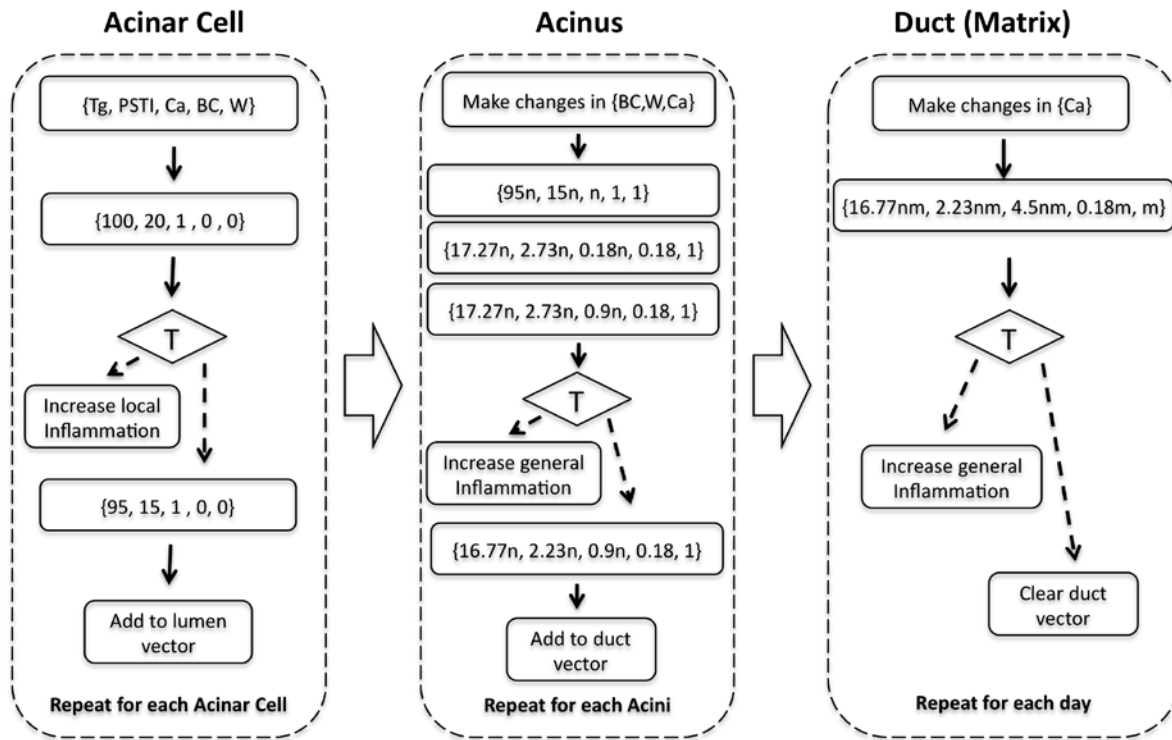 Acinar Cell
{Tg, PSTI, Ca, BC, W}
{100, 20, 1 , 0 , 0}
T
Increase local
Inflammation
{95, 15, 1 , 0, 0}
Add to lumen
vector
Repeat for each Acinar Cell
Acinus
Make changes in {BC,W,Ca}
{95n, 15n, n, 1, 1}
{17.27n, 2.73n, 0.18n, 0.18, 1}
{17.27n, 2.73n, 0.9n, 0.18, 1}
T
Increase general
Inflammation
{16.77n, 2.23n, 0.9n, 0.18, 1}
Add to duct
vector
Repeat for each Acini
Duct (Matrix)
Make changes in {Ca}
{16.77nm, 2.23nm, 4.5nm, 0.18m, m}
T
Increase general
Inflammation
Clear duct
vector
Repeat for each day